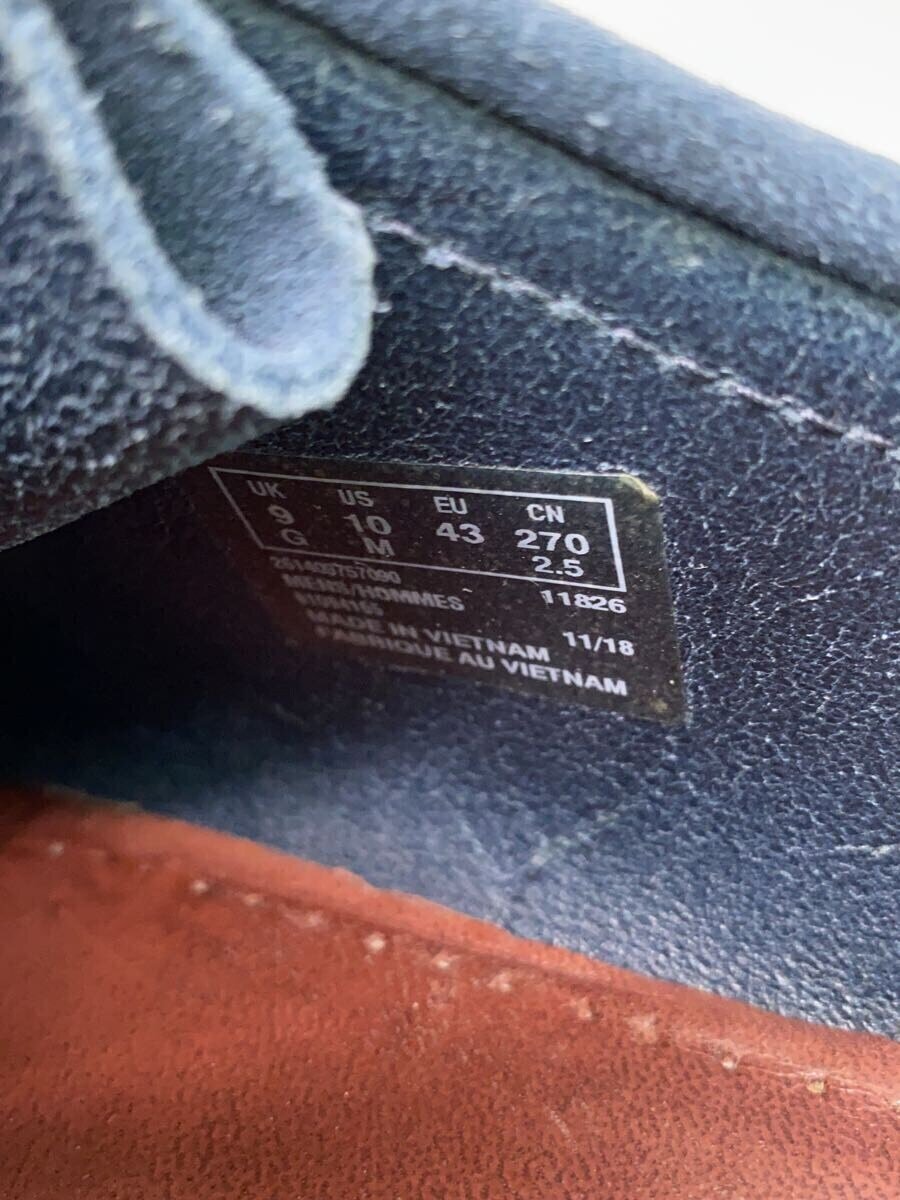 UK US EU CN
9 10 43 270
G M 2.5
261409757090
MENS/HOMMES 11826
MADE IN VIETNAM 11/18
FABRIQUE AU VIETNAM